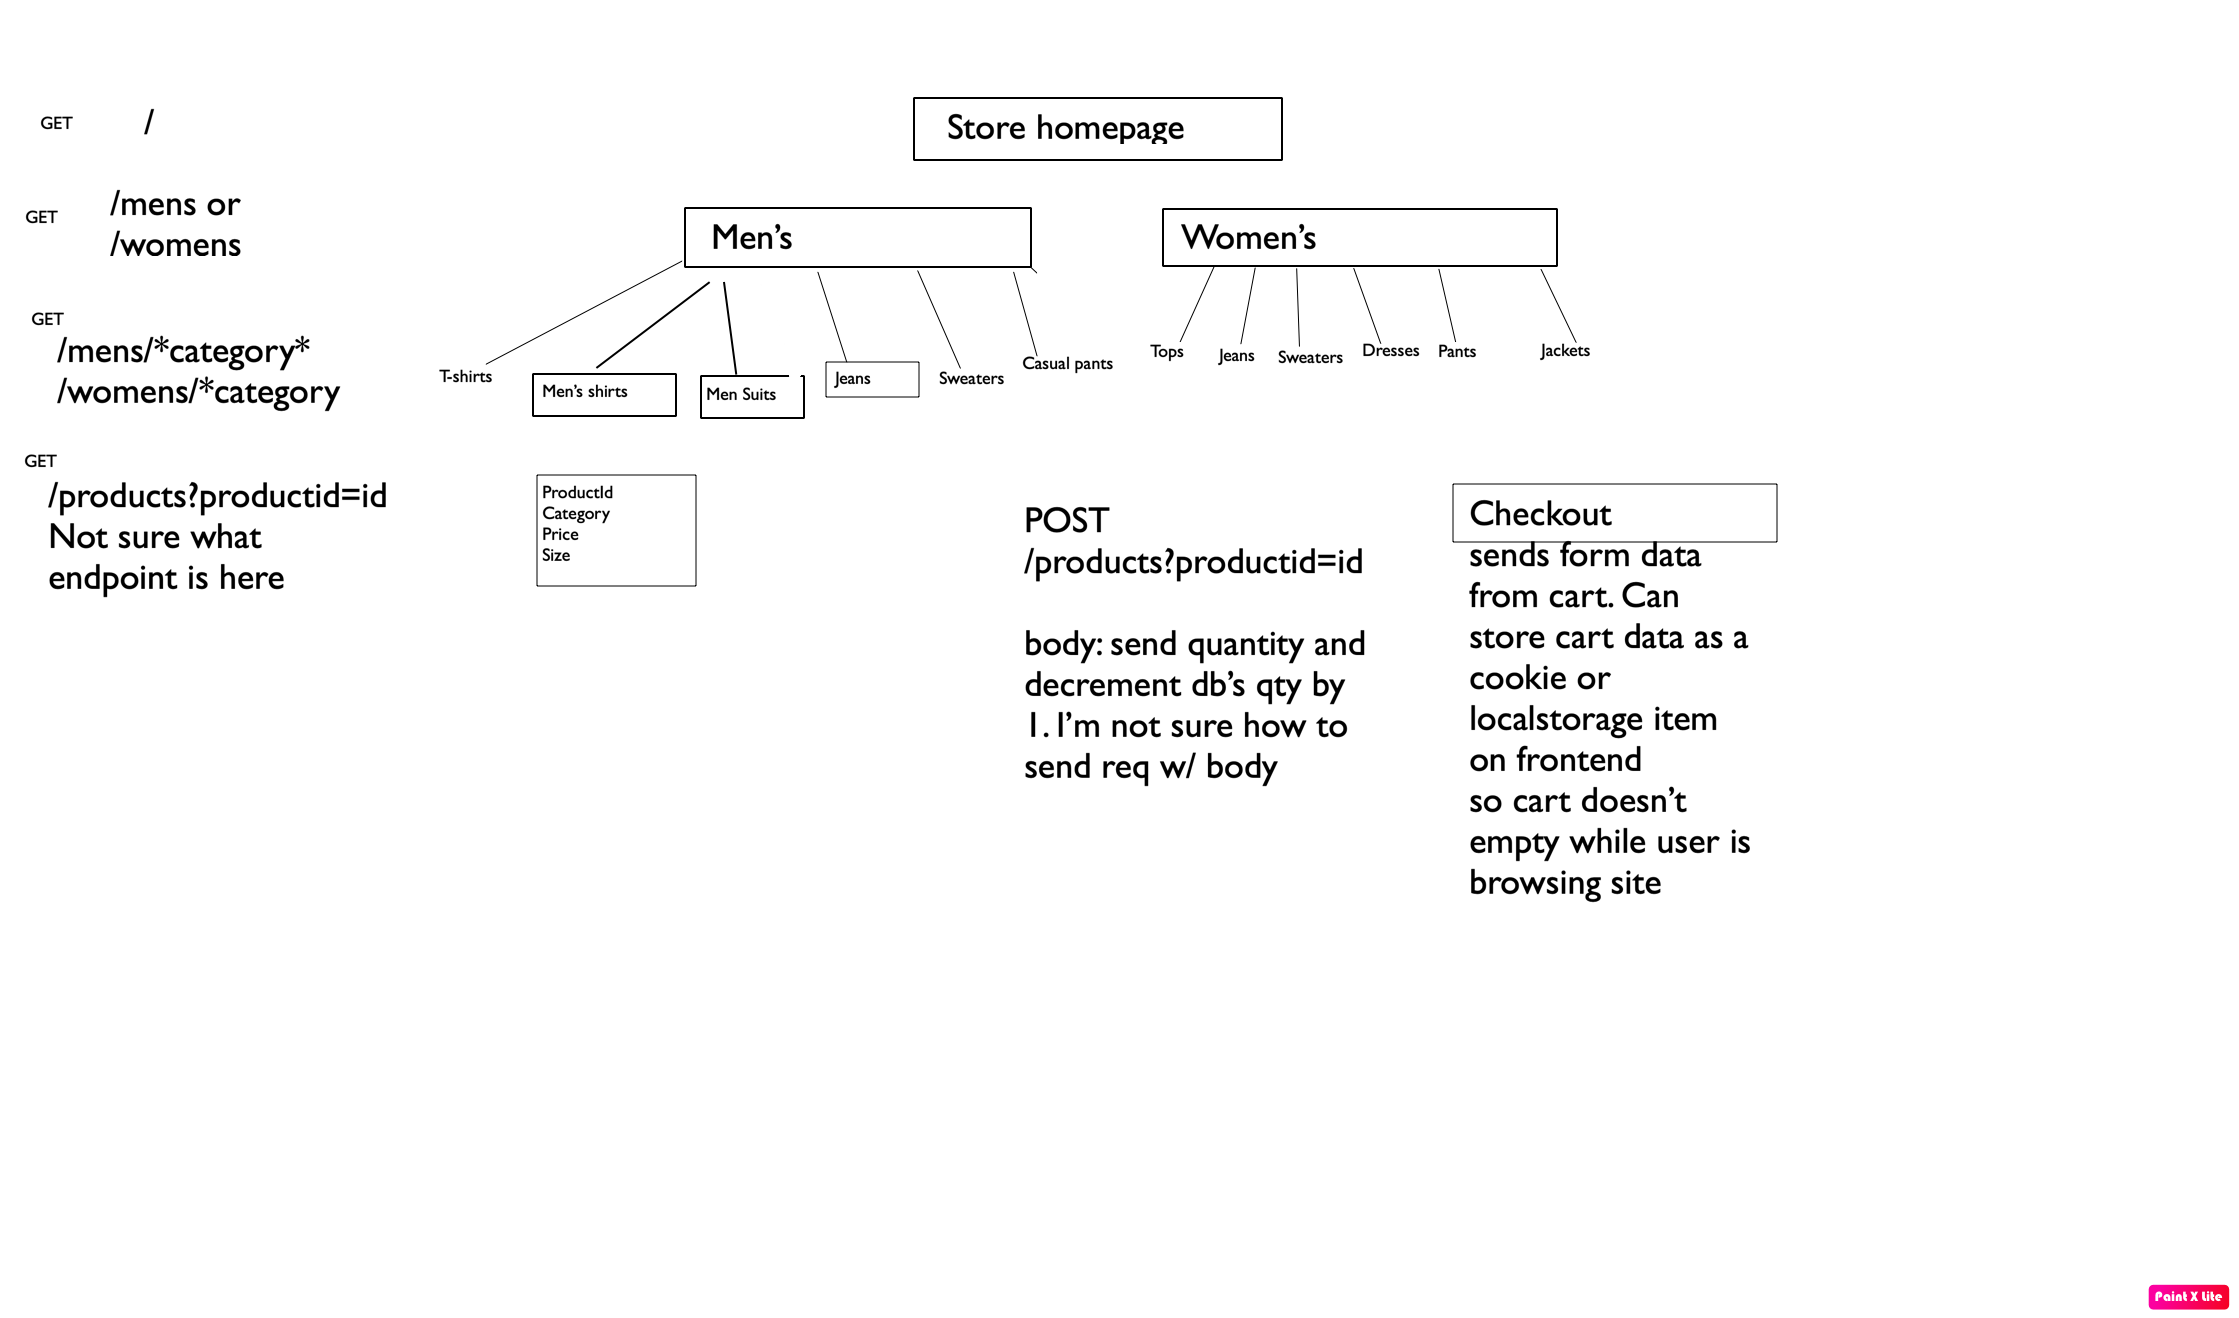 GET /
Store homepage
GET
/mens or
/womens
Men’s
Women’s
GET
/mens/*category*
/womens/*category
T-shirts
Men’s shirts
Men Suits
Jeans
Sweaters
Casual pants
Tops
Jeans
Sweaters
Dresses
Pants
Jackets
GET
/products?productid=id
Not sure what
endpoint is here
ProductId
Category
Price
Size
POST
/products?productid=id
body: send quantity and
decrement db’s qty by
1. I’m not sure how to
send req w/ body
Checkout
sends form data
from cart. Can
store cart data as a
cookie or
localstorage item
on frontend
so cart doesn’t
empty while user is
browsing site
Paint X Lite